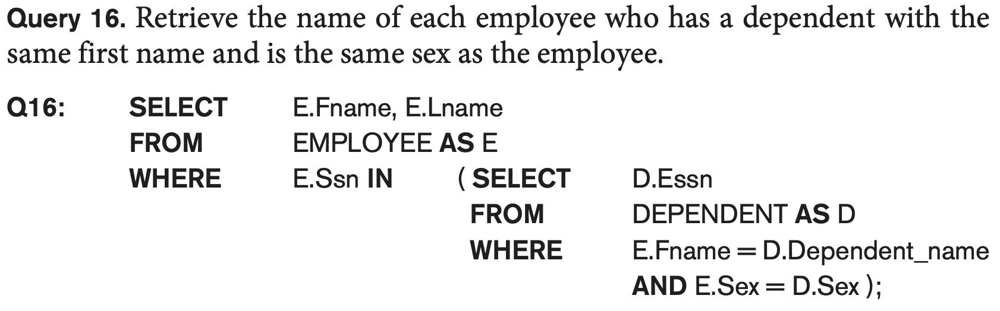 Query 16. Retrieve the name of each employee who has a dependent with the
same first name and is the same sex as the employee.
Q16: SELECT E.Fname, E.Lname
FROM EMPLOYEE AS E
WHERE E.Ssn IN ( SELECT D.Essn
FROM DEPENDENT AS D
WHERE E.Fname = D.Dependent_name
AND E.Sex = D.Sex );